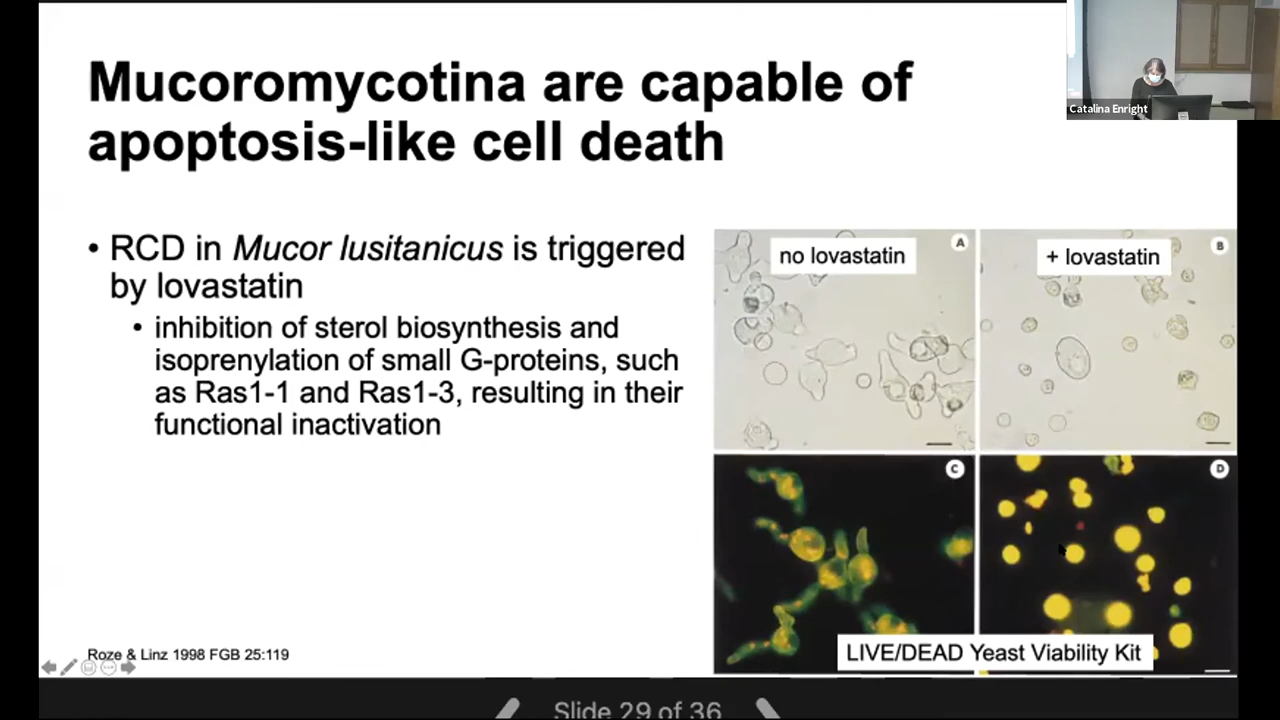 Mucoromycotina are capable of
apoptosis-like cell death
Catalina Enright
• RCD in Mucor lusitanicus is triggered
by lovastatin
• inhibition of sterol biosynthesis and
isoprenylation of small G-proteins, such
as Ras1-1 and Ras1-3, resulting in their
functional inactivation
no lovastatin
A
+ lovastatin
B
C
D
LIVE/DEAD Yeast Viability Kit
Roze & Linz 1998 FGB 25:119
Slide 29 of 36